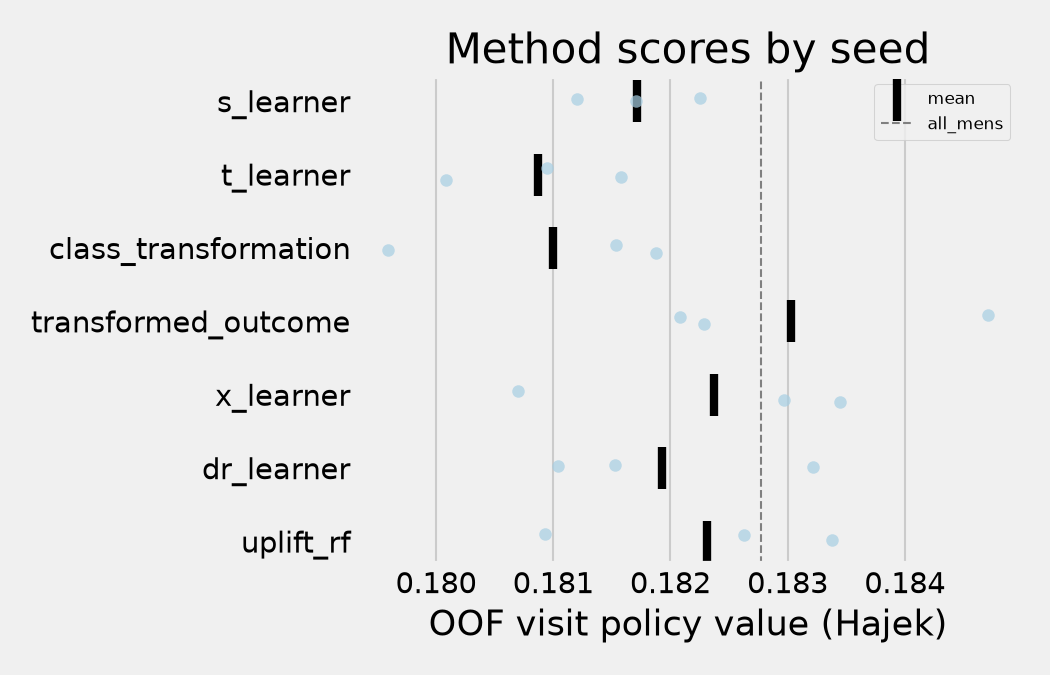 Method scores by seed
mean
all_mens
s_learner
t_learner
class_transformation
transformed_outcome
x_learner
dr_learner
uplift_rf
0.180 0.181 0.182 0.183 0.184
OOF visit policy value (Hajek)